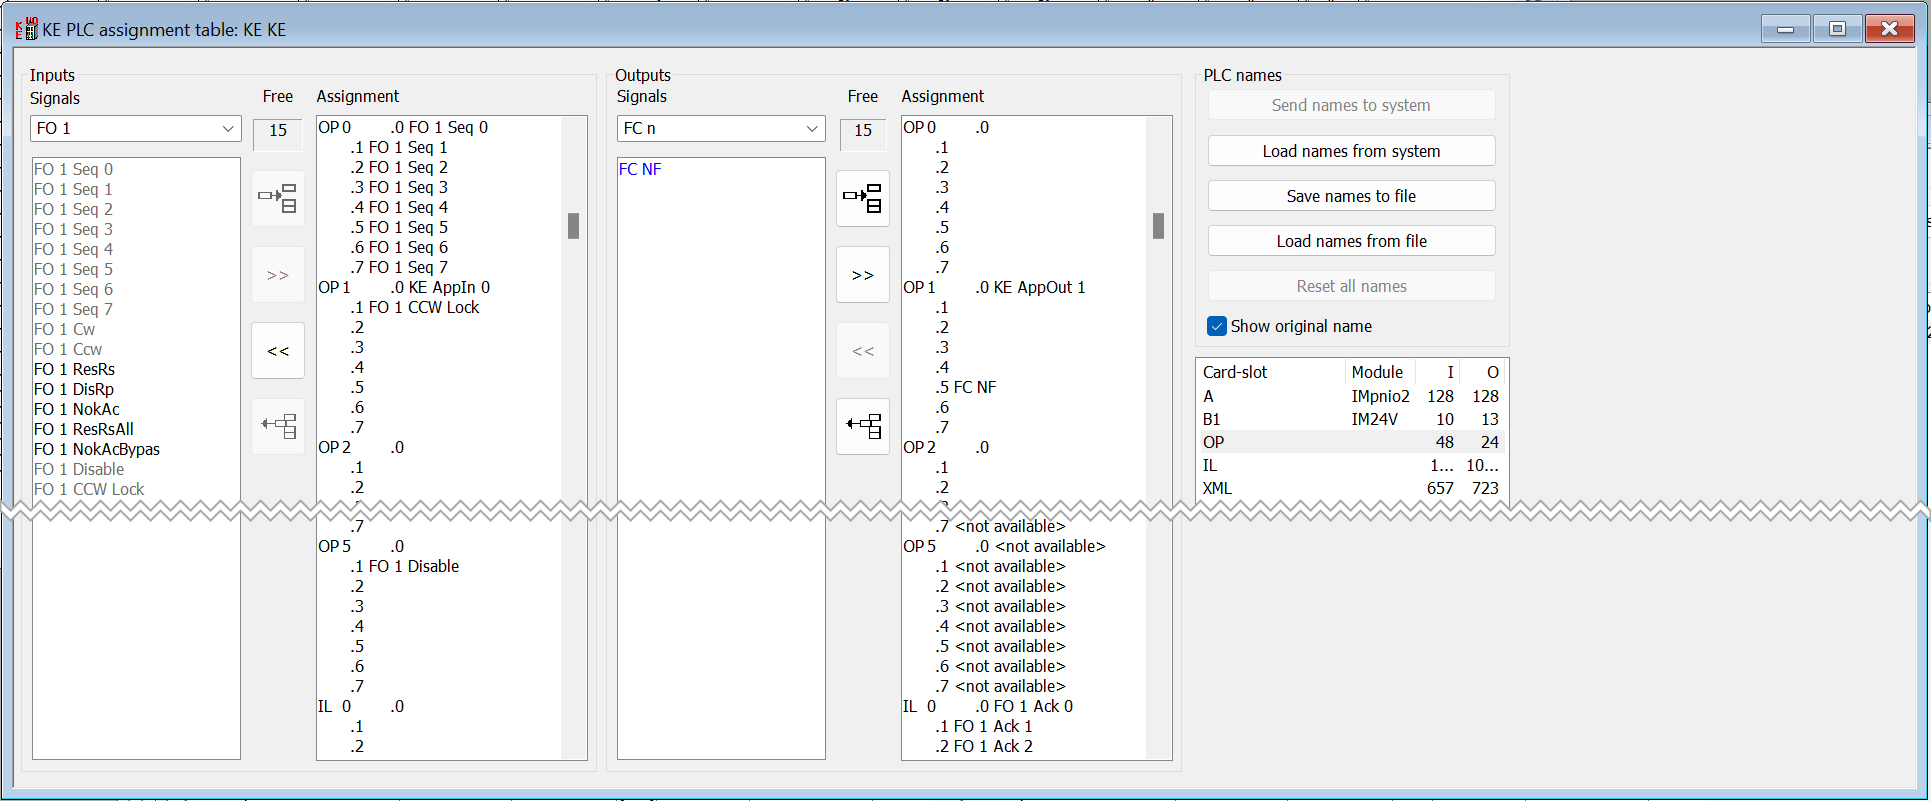 KE PLC assignment table: KE KE
Inputs
Signals
Free
Assignment
FO 1
15
FO 1 Seq 0
FO 1 Seq 1
FO 1 Seq 2
FO 1 Seq 3
FO 1 Seq 4
FO 1 Seq 5
FO 1 Seq 6
FO 1 Seq 7
FO 1 Cw
FO 1 Ccw
FO 1 ResRs
FO 1 DisRp
FO 1 NokAc
FO 1 ResRsAll
FO 1 NokAcBypas
FO 1 Disable
FO 1 CCW Lock
>>
<<
OP 0 .0 FO 1 Seq 0
.1 FO 1 Seq 1
.2 FO 1 Seq 2
.3 FO 1 Seq 3
.4 FO 1 Seq 4
.5 FO 1 Seq 5
.6 FO 1 Seq 6
.7 FO 1 Seq 7
OP 1 .0 KE AppIn 0
.1 FO 1 CCW Lock
.2
.3
.4
.5
.6
.7
OP 2 .0
.1
.2
.7
OP 5 .0
.1 FO 1 Disable
.2
.3
.4
.5
.6
.7
IL 0 .0
.1
.2
Outputs
Signals
Free
Assignment
FC n
15
FC NF
>>
<<
OP 0 .0
.1
.2
.3
.4
.5
.6
.7
OP 1 .0 KE AppOut 1
.1
.2
.3
.4
.5 FC NF
.6
.7
OP 2 .0
.1
.2
.7 <not available>
OP 5 .0 <not available>
.1 <not available>
.2 <not available>
.3 <not available>
.4 <not available>
.5 <not available>
.6 <not available>
.7 <not available>
IL 0 .0 FO 1 Ack 0
.1 FO 1 Ack 1
.2 FO 1 Ack 2
PLC names
Send names to system
Load names from system
Save names to file
Load names from file
Reset all names
Show original name
Card-slot Module I O
A IMpnio2 128 128
B1 IM24V 10 13
OP 48 24
IL 1... 10...
XML 657 723